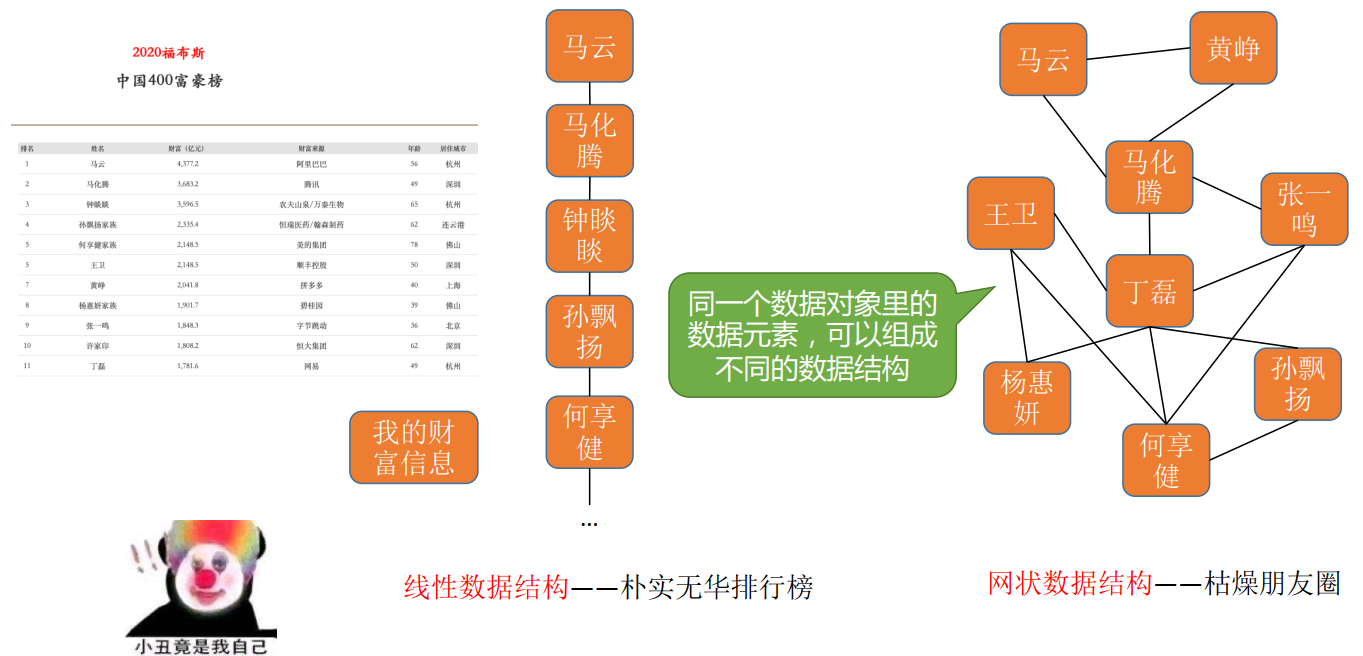 2020福布斯
中国400富豪榜
排名 姓名 财富（亿元） 财富来源 年龄 居住城市
1 马云 4,377.2 阿里巴巴 56 杭州
2 马化腾 3,683.2 腾讯 49 深圳
3 钟睒睒 3,596.5 农夫山泉/万泰生物 65 杭州
4 孙飘扬家族 2,335.4 恒瑞医药/翰森制药 62 连云港
5 何享健家族 2,148.5 美的集团 78 佛山
5 王卫 2,148.5 顺丰控股 50 深圳
7 黄峥 2,041.8 拼多多 40 上海
8 杨惠妍家族 1,901.7 碧桂园 39 佛山
9 张一鸣 1,848.3 字节跳动 36 北京
10 许家印 1,808.2 恒大集团 62 深圳
11 丁磊 1,781.6 网易 49 杭州
我的财
富信息
小丑竟是我自己
马云
马化
腾
钟睒
睒
孙飘
扬
何享
健
...
线性数据结构——朴实无华排行榜
同一个数据对象里的
数据元素，可以组成
不同的数据结构
马云
黄峥
马化
腾
王卫
张一
鸣
丁磊
杨惠
妍
孙飘
扬
何享
健
网状数据结构——枯燥朋友圈